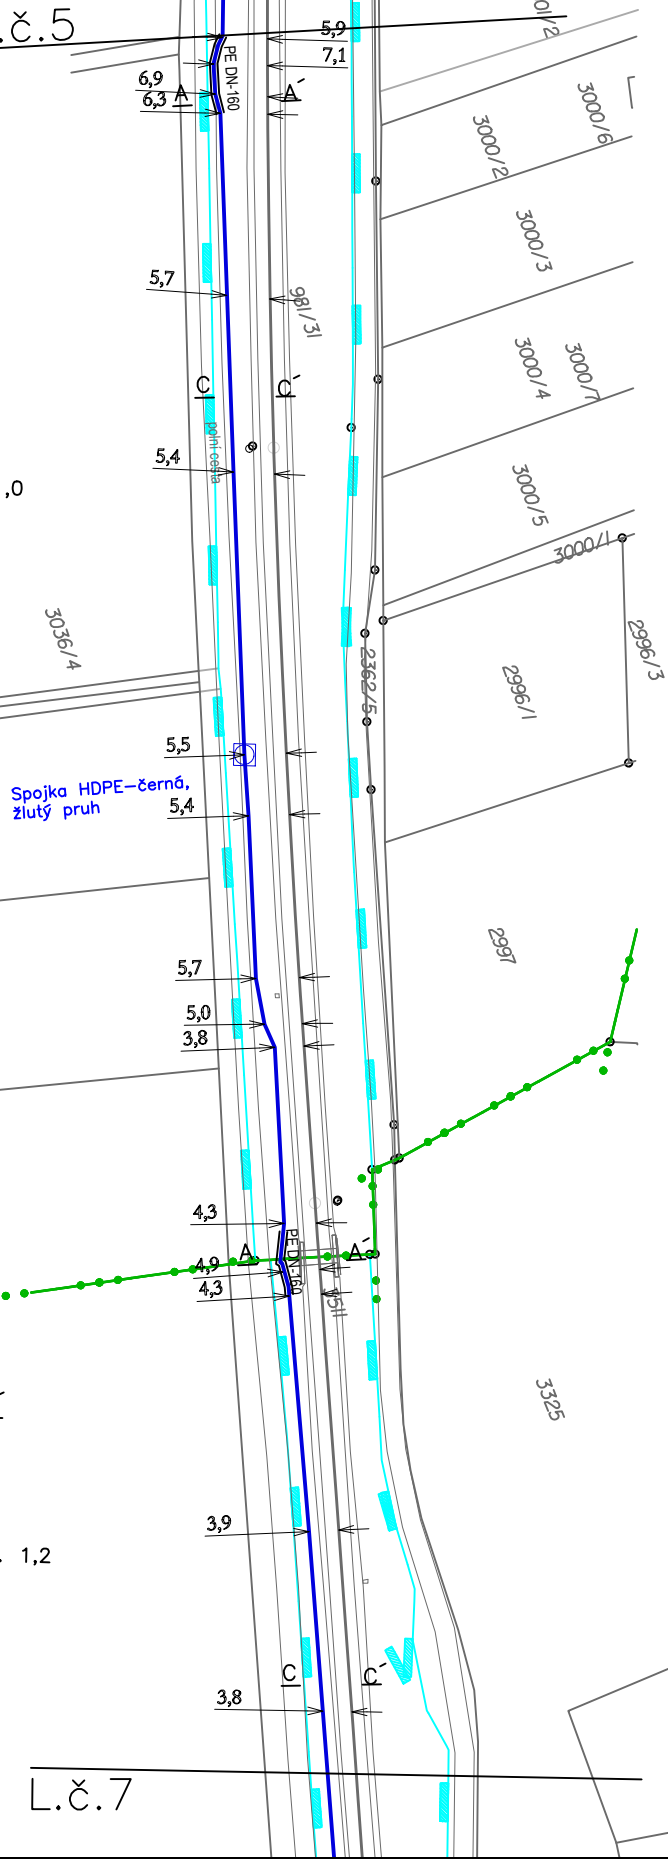 .č.5
01/2
5,9
7,1
PE DN-160
6,9
A
A´
6,3
3000/6
3000/2
3000/3
5,7
981/31
3000/4
3000/7
C
C´
polní cesta
5,4
,0
3000/5
3000/1
3036/4
2996/3
2362/5
2996/1
5,5
Spojka HDPE-černá,
žlutý pruh
5,4
2997
5,7
5,0
3,8
4,3
A
A´
PE DN-160
4,9
4,3
3325
. 1,2
3,9
C
C´
3,8
L.č.7